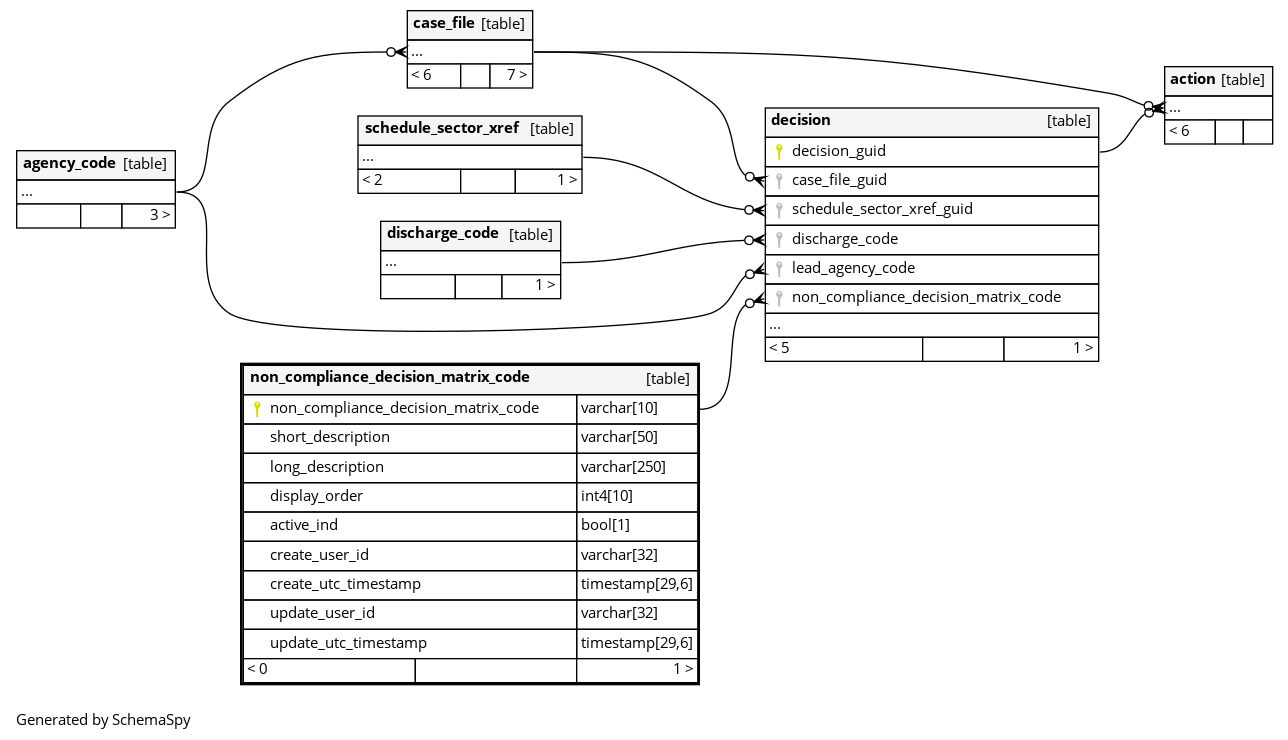 case_file [table]
...
< 6 7 >
action [table]
...
< 6
schedule_sector_xref [table]
...
< 2 1 >
decision [table]
decision_guid
case_file_guid
schedule_sector_xref_guid
discharge_code
lead_agency_code
non_compliance_decision_matrix_code
...
< 5 1 >
agency_code [table]
...
3 >
discharge_code [table]
...
1 >
non_compliance_decision_matrix_code [table]
non_compliance_decision_matrix_code varchar[10]
short_description varchar[50]
long_description varchar[250]
display_order int4[10]
active_ind bool[1]
create_user_id varchar[32]
create_utc_timestamp timestamp[29,6]
update_user_id varchar[32]
update_utc_timestamp timestamp[29,6]
< 0 1 >
Generated by SchemaSpy